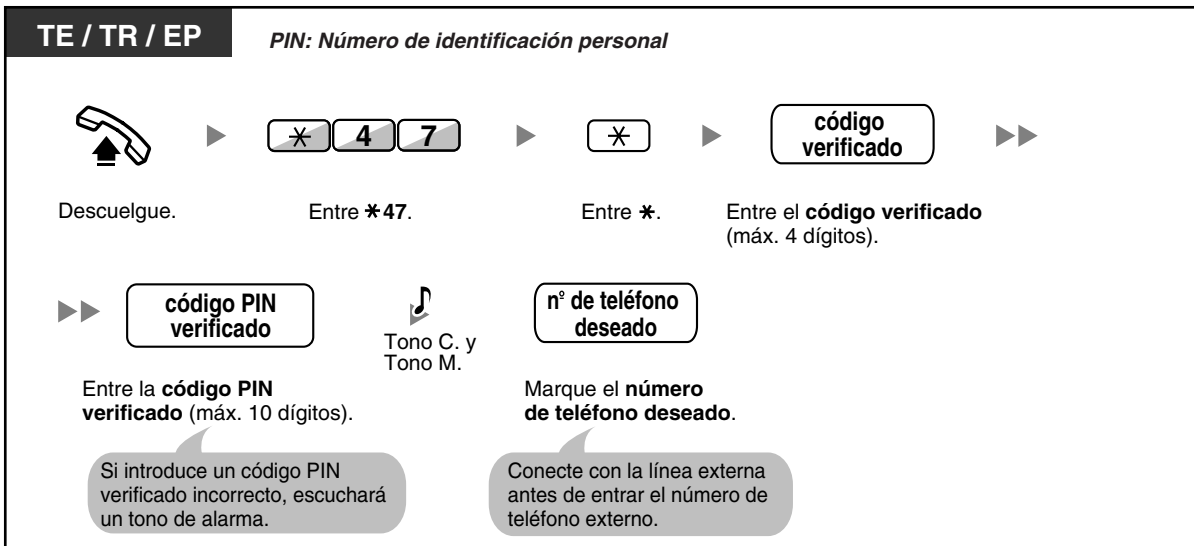 TE / TR / EP
PIN: Número de identificación personal
* 4 7
*
código
verificado
Descuelgue.
Entre *47.
Entre *.
Entre el código verificado
(máx. 4 dígitos).
código PIN
verificado
Tono C. y
Tono M.
nº de teléfono
deseado
Entre la código PIN
verificado (máx. 10 dígitos).
Marque el número
de teléfono deseado.
Si introduce un código PIN
verificado incorrecto, escuchará
un tono de alarma.
Conecte con la línea externa
antes de entrar el número de
teléfono externo.